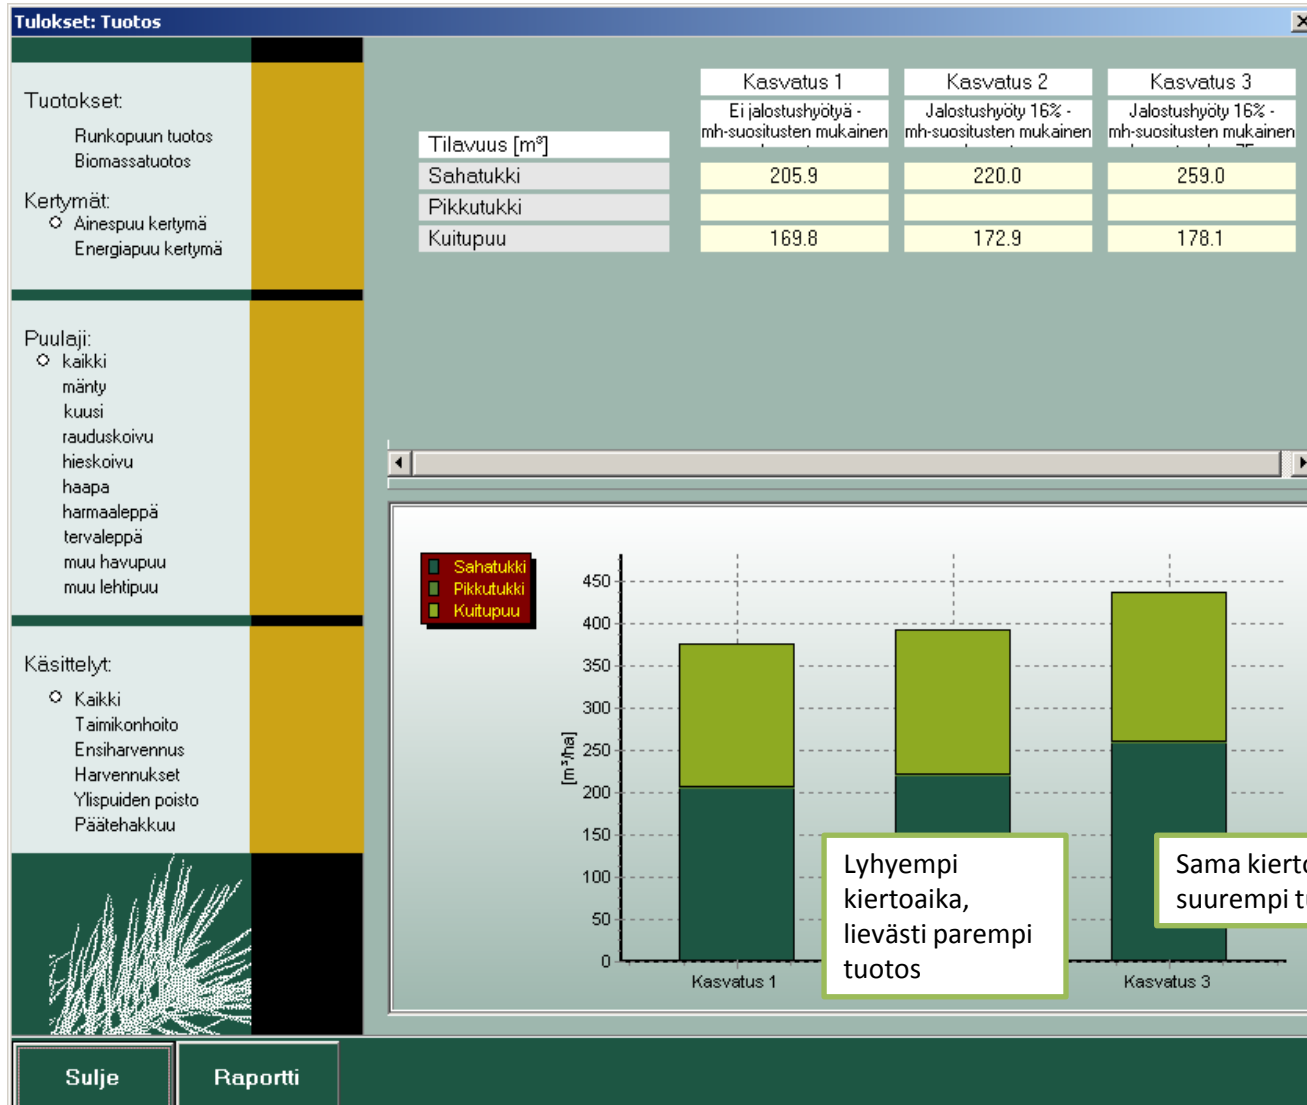 Tulokset: Tuotos
Tuotokset:
Runkopuun tuotos
Biomassatuotos
Kertymät:
Ainespuu kertymä
Energiapuu kertymä
Puulaji:
kaikki
mänty
kuusi
rauduskoivu
hieskoivu
haapa
harmaaleppä
tervaleppä
muu havupuu
muu lehtipuu
Käsittelyt:
Kaikki
Taimikonhoito
Ensiharvennus
Harvennukset
Ylispuiden poisto
Päätehakkuu
Kasvatus 1 Kasvatus 2 Kasvatus 3
Ei jalostushyötyä - Jalostushyöty 16% - Jalostushyöty 16% -
mh-suositusten mukainen mh-suositusten mukainen mh-suositusten mukainen
Tilavuus [m³]
Sahatukki 205.9 220.0 259.0
Pikkutukki
Kuitupuu 169.8 172.9 178.1
Sahatukki
Pikkutukki
Kuitupuu
[m³/ha]
450
400
350
300
250
200
150
100
50
0
Kasvatus 1
Kasvatus 3
Lyhyempi
kiertoaika,
lievästi parempi
tuotos
Sama
suurempi
Sulje
Raportti